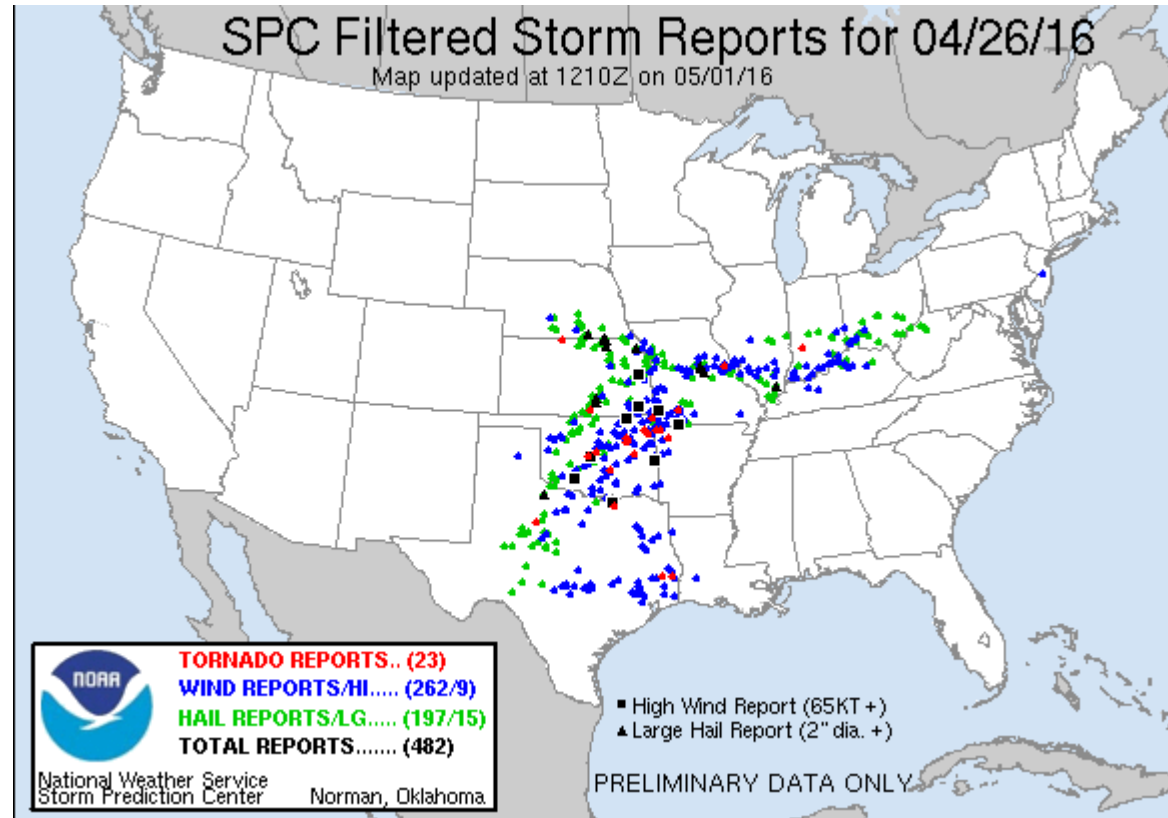 SPC Filtered Storm Reports for 04/26/16
Map updated at 1210Z on 05/01/16
NOAA
TORNADO REPORTS.. (23)
WIND REPORTS/HI..... (262/9)
HAIL REPORTS/LG..... (197/15)
TOTAL REPORTS....... (482)
National Weather Service
Storm Prediction Center Norman, Oklahoma
High Wind Report (65KT +)
Large Hail Report (2" dia. +)
PRELIMINARY DATA ONLY